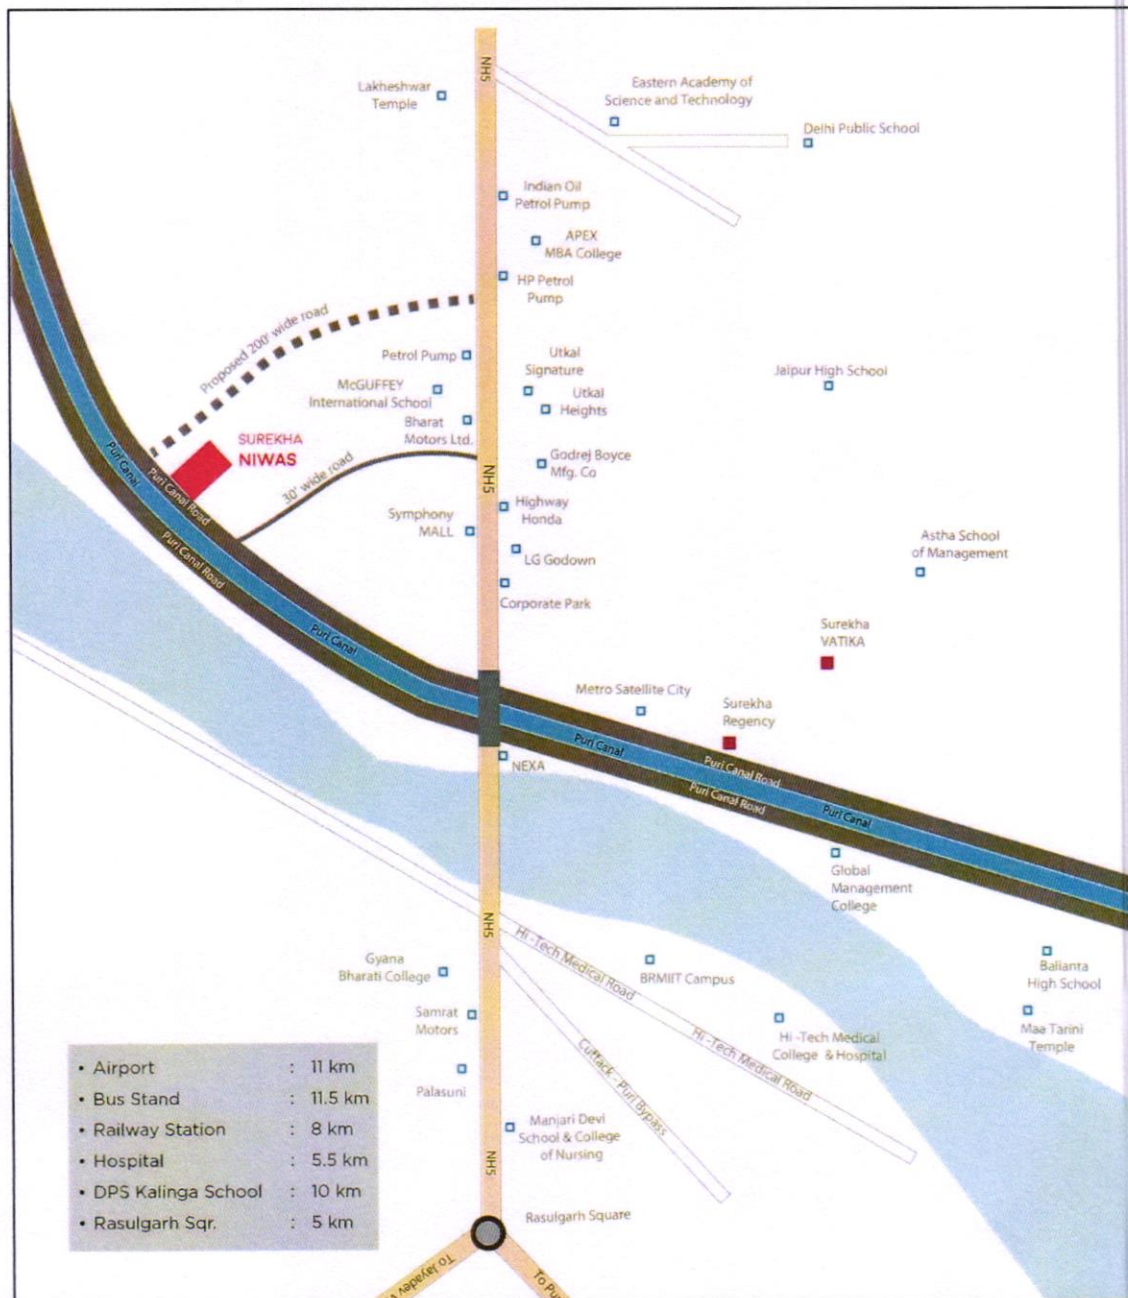 NH5
Lakheshwar
Temple
Eastern Academy of
Science and Technology
Delhi Public School
Indian Oil
Petrol Pump
APEX
MBA College
HP Petrol
Pump
Proposed 200' wide road
Petrol Pump
Utkal
Signature
McGUFFEY
International School
Utkal
Heights
Jaipur High School
Bharat
Motors Ltd.
SUREKHA
NIWAS
30' wide road
NH5
Godrej Boyce
Mfg. Co
Puri Canal
Puri Canal Road
Puri Canal Road
Symphony
MALL
Highway
Honda
LG Godown
Astha School
of Management
Corporate Park
Puri Canal
Surekha
VATIKA
Metro Satellite City
Surekha
Regency
Puri Canal
Puri Canal Road
Puri Canal Road
Puri Canal
NEXA
Global
Management
College
NH5
Hi -Tech Medical Road
Gyana
Bharati College
BRMIIT Campus
Balianta
High School
Samrat
Motors
Hi -Tech Medical
College & Hospital
Maa Tarini
Temple
Hi -Tech Medical Road
Cuttack - Puri Bypass
Palasuni
Manjari Devi
School & College
of Nursing
NH5
Rasulgarh Square
To Jayadev
To Pu
• Airport : 11 km
• Bus Stand : 11.5 km
• Railway Station : 8 km
• Hospital : 5.5 km
• DPS Kalinga School : 10 km
• Rasulgarh Sqr. : 5 km